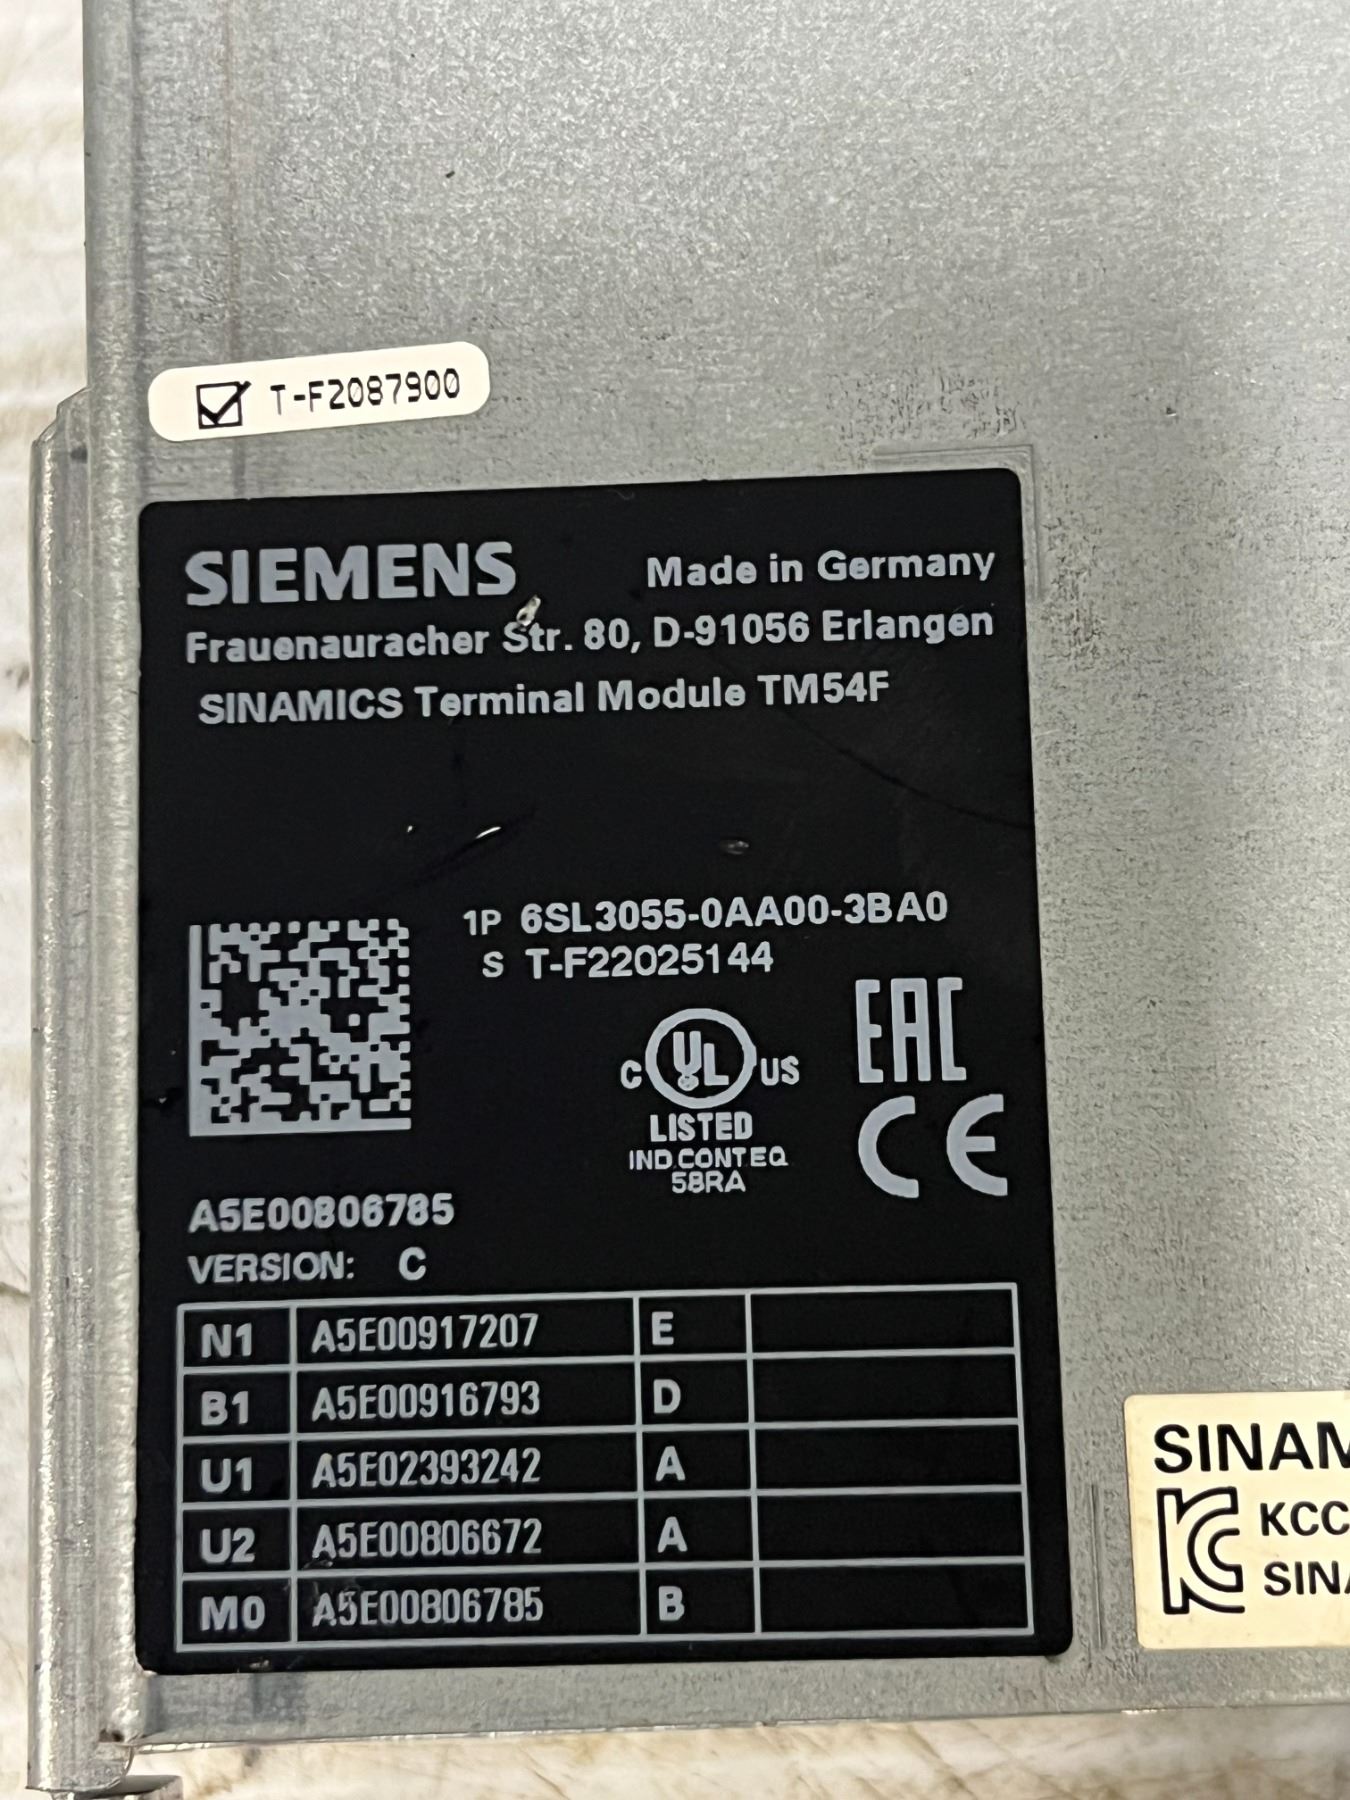 T-F2087900
SIEMENS Made in Germany
Frauenauracher Str. 80, D-91056 Erlangen
SINAMICS Terminal Module TM54F
1P 6SL3055-0AA00-3BA0
S T-F22025144
EAC
C UL US
LISTED
IND.CONT.EQ
58RA
CE
A5E00806785
VERSION: C
N1 A5E00917207 E
B1 A5E00916793 D
U1 A5E02393242 A
U2 A5E00806672 A
M0 A5E00806785 B
SINAM
KCC
SINA